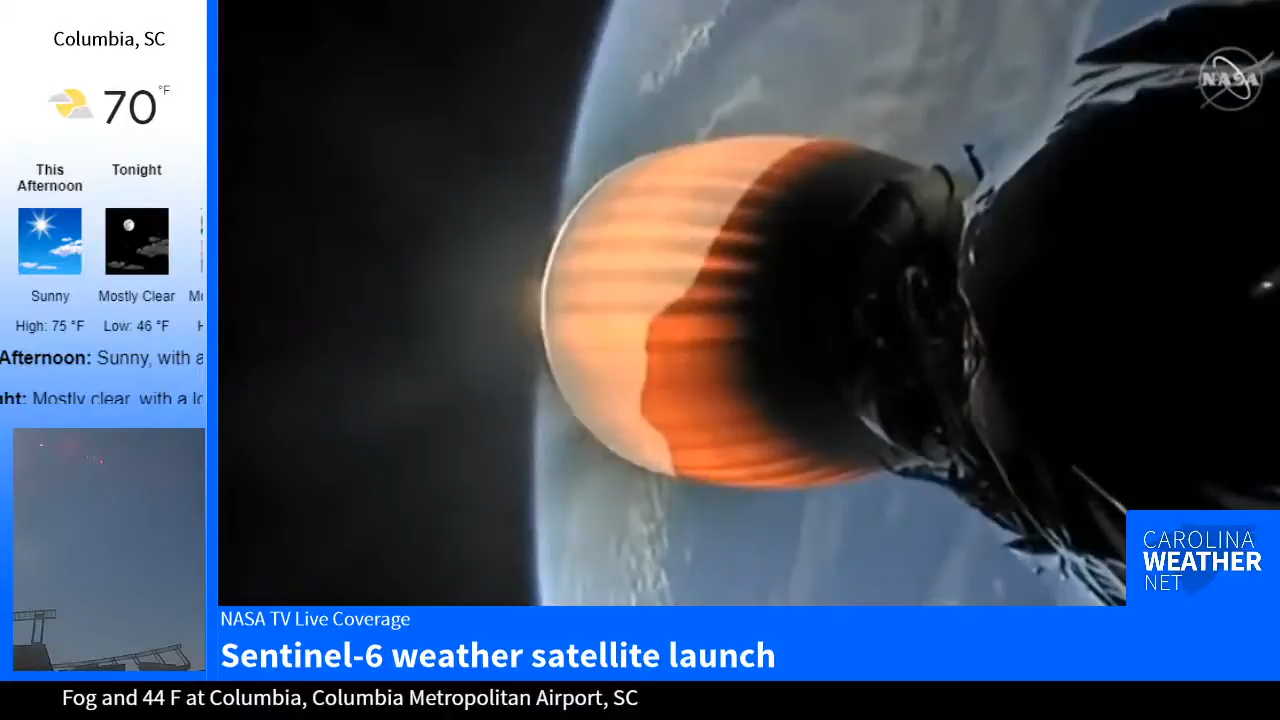 Columbia, SC
70 °F
This Afternoon
Tonight
Sunny
Mostly Clear
High: 75 °F
Low: 46 °F
Afternoon: Sunny, with a
Mostly clear, with a
NASA
CAROLINA
WEATHER
NET
NASA TV Live Coverage
Sentinel-6 weather satellite launch
Fog and 44 F at Columbia, Columbia Metropolitan Airport, SC